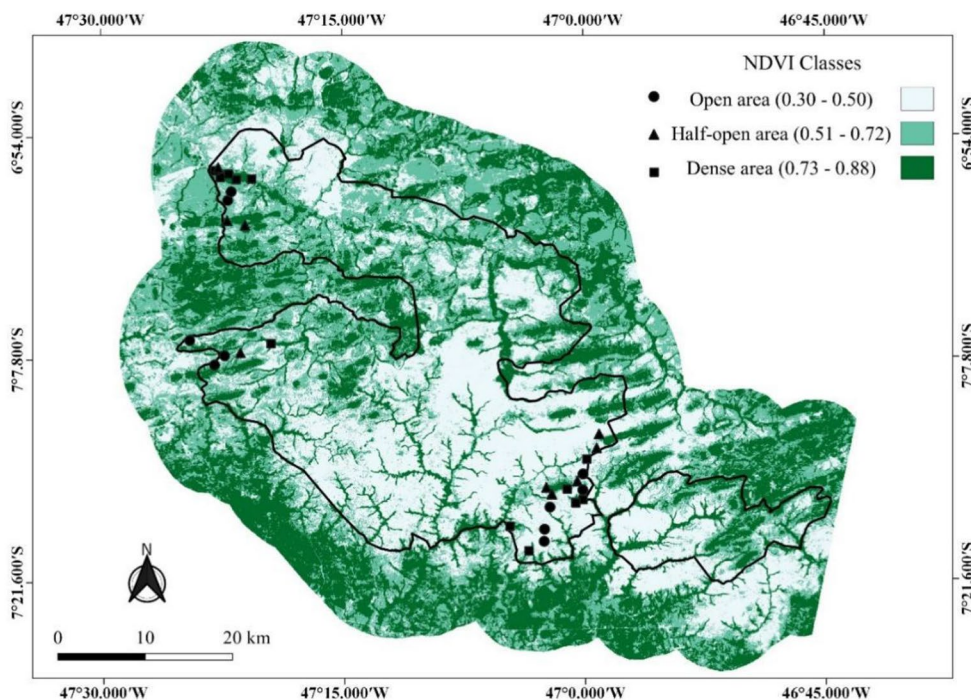 47°30.000'W 47°15.000'W 47°0.000'W 46°45.000'W
NDVI Classes
Open area (0.30 - 0.50)
Half-open area (0.51 - 0.72)
Dense area (0.73 - 0.88)
6°54.000'S 6°54.000'S
7°7.800'S 7°7.800'S
7°21.600'S 7°21.600'S
N
0 10 20 km
47°30.000'W 47°15.000'W 47°0.000'W 46°45.000'W